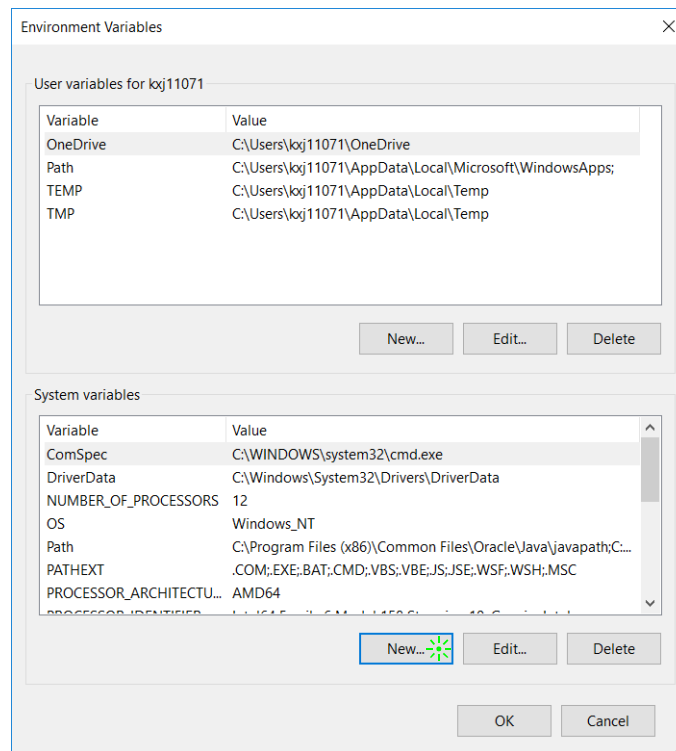 Environment Variables
User variables for kxj11071
Variable Value
OneDrive C:\Users\kxj11071\OneDrive
Path C:\Users\kxj11071\AppData\Local\Microsoft\WindowsApps;
TEMP C:\Users\kxj11071\AppData\Local\Temp
TMP C:\Users\kxj11071\AppData\Local\Temp
New... Edit... Delete
System variables
Variable Value
ComSpec C:\WINDOWS\system32\cmd.exe
DriverData C:\Windows\System32\Drivers\DriverData
NUMBER_OF_PROCESSORS 12
OS Windows_NT
Path C:\Program Files (x86)\Common Files\Oracle\Java\javapath;C:...
PATHEXT .COM;.EXE;.BAT;.CMD;.VBS;.VBE;.JS;.JSE;.WSF;.WSH;.MSC
PROCESSOR_ARCHITECTU... AMD64
New... Edit... Delete
OK Cancel